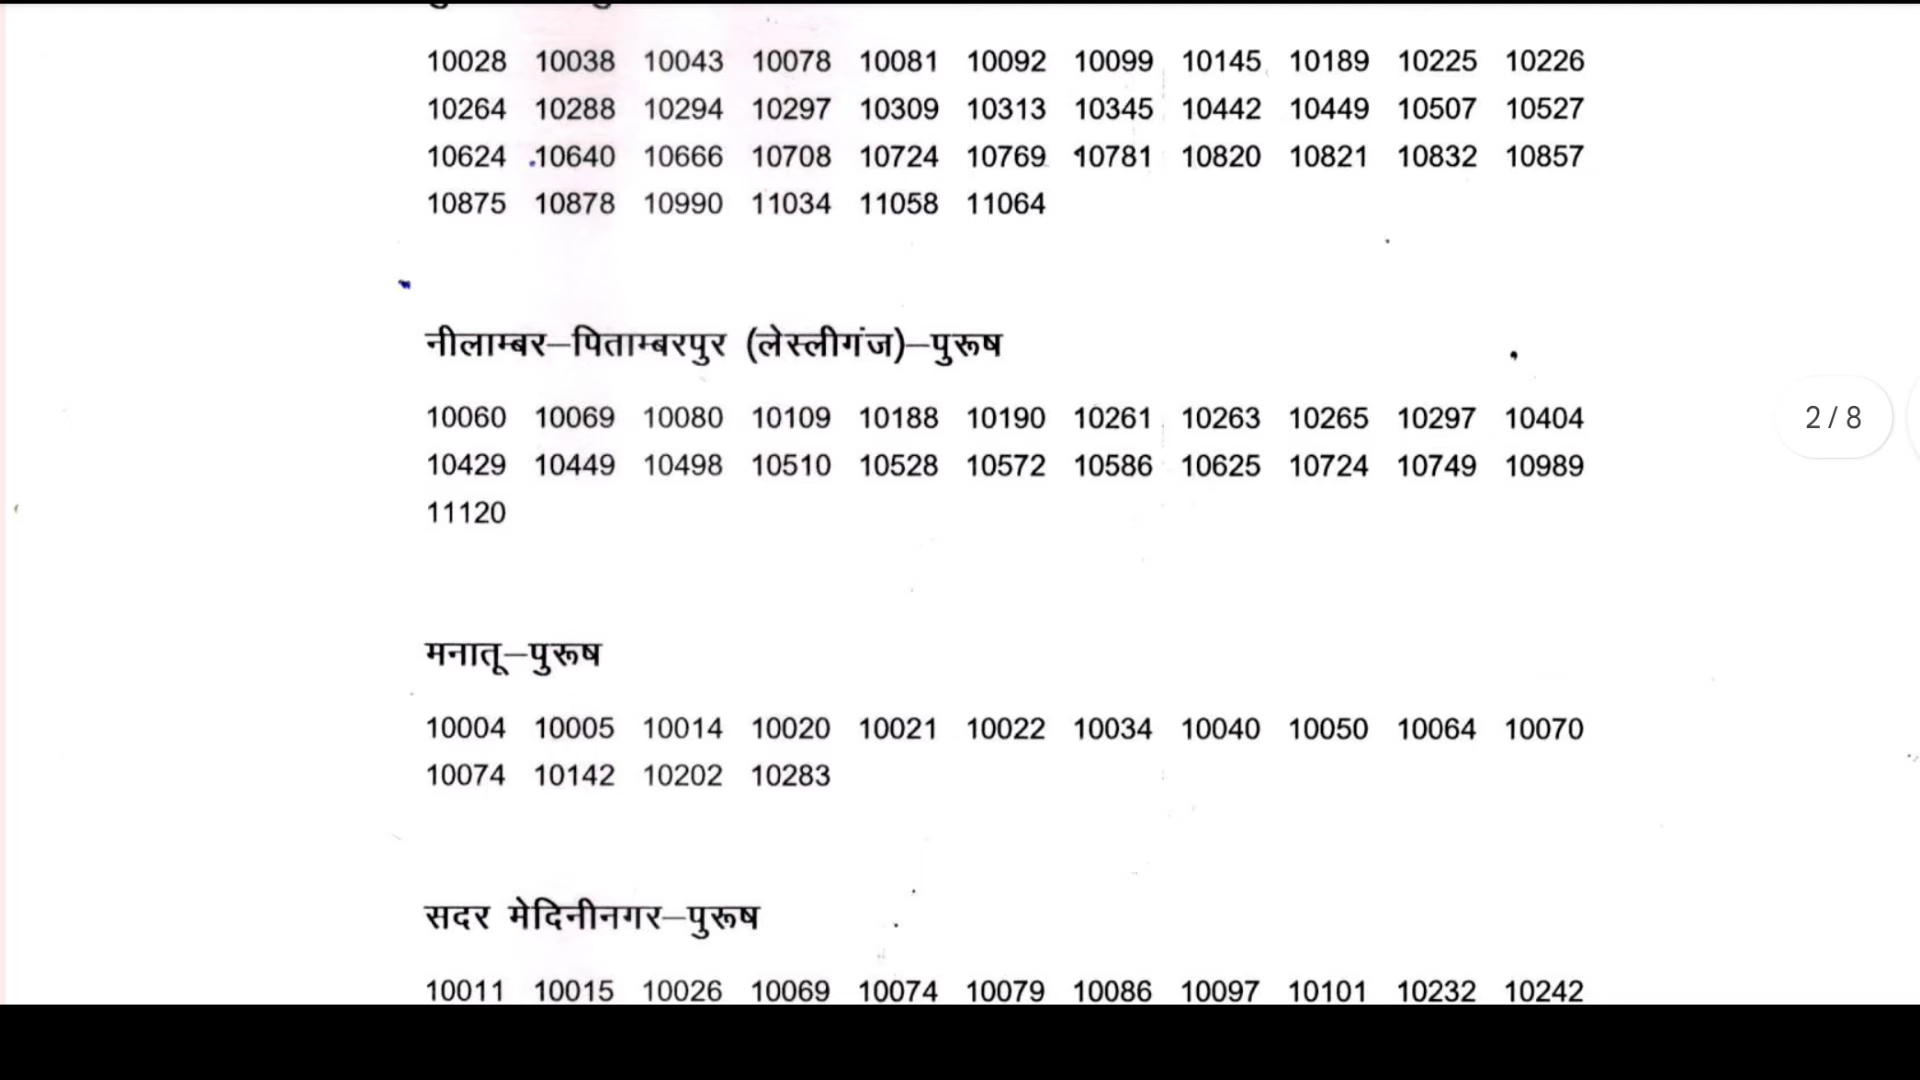 10028 10038 10043 10078 10081 10092 10099 10145 10189 10225 10226
10264 10288 10294 10297 10309 10313 10345 10442 10449 10507 10527
10624 10640 10666 10708 10724 10769 10781 10820 10821 10832 10857
10875 10878 10990 11034 11058 11064
नीलाम्बर–पिताम्बरपुर (लेस्लीगंज)–पुरूष
10060 10069 10080 10109 10188 10190 10261 10263 10265 10297 10404
2 / 8
10429 10449 10498 10510 10528 10572 10586 10625 10724 10749 10989
11120
मनातू–पुरूष
10004 10005 10014 10020 10021 10022 10034 10040 10050 10064 10070
10074 10142 10202 10283
सदर मेदिनीनगर–पुरूष
10011 10015 10026 10069 10074 10079 10086 10097 10101 10232 10242